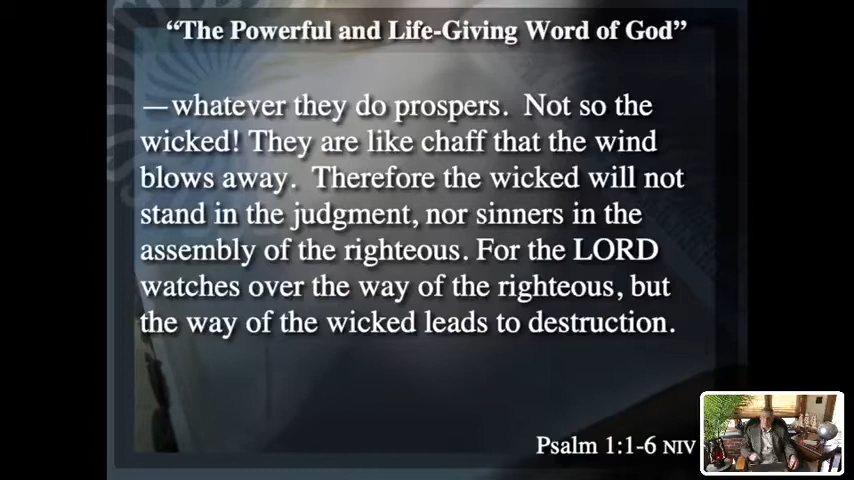 “The Powerful and Life-Giving Word of God”
—whatever they do prospers.  Not so the
wicked! They are like chaff that the wind
blows away.  Therefore the wicked will not
stand in the judgment, nor sinners in the
assembly of the righteous. For the LORD
watches over the way of the righteous, but
the way of the wicked leads to destruction.
Psalm 1:1-6 NIV